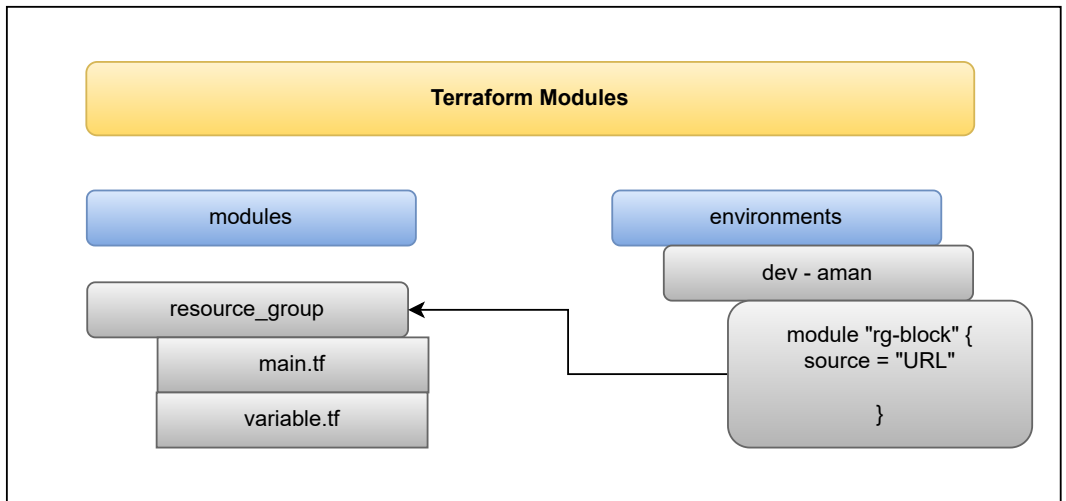 Terraform Modules
modules
environments
dev - aman
resource_group
main.tf
variable.tf
module "rg-block" {
source = "URL"
}